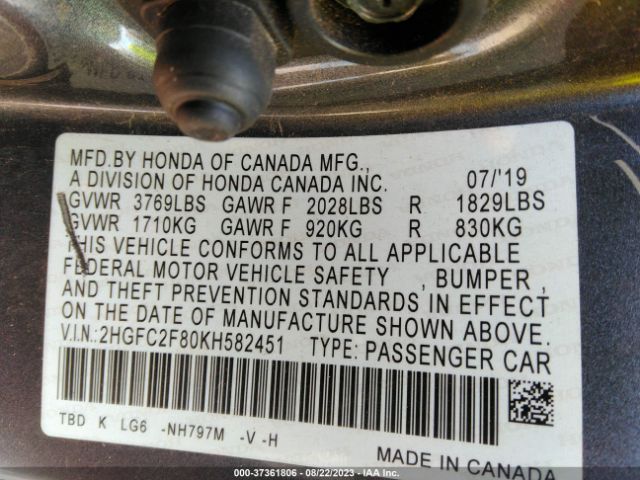 MFD.BY HONDA OF CANADA MFG.,
A DIVISION OF HONDA CANADA INC. 07/'19
GVWR 3769LBS GAWR F 2028LBS R 1829LBS
GVWR 1710KG GAWR F 920KG R 830KG
THIS VEHICLE CONFORMS TO ALL APPLICABLE
FEDERAL MOTOR VEHICLE SAFETY , BUMPER ,
AND THEFT PREVENTION STANDARDS IN EFFECT
ON THE DATE OF MANUFACTURE SHOWN ABOVE.
V.I.N.:2HGFC2F80KH582451 TYPE: PASSENGER CAR
TBD K LG6 -NH797M -V -H
MADE IN CANADA
000-37361806 - 08/22/2023 - IAA Inc.